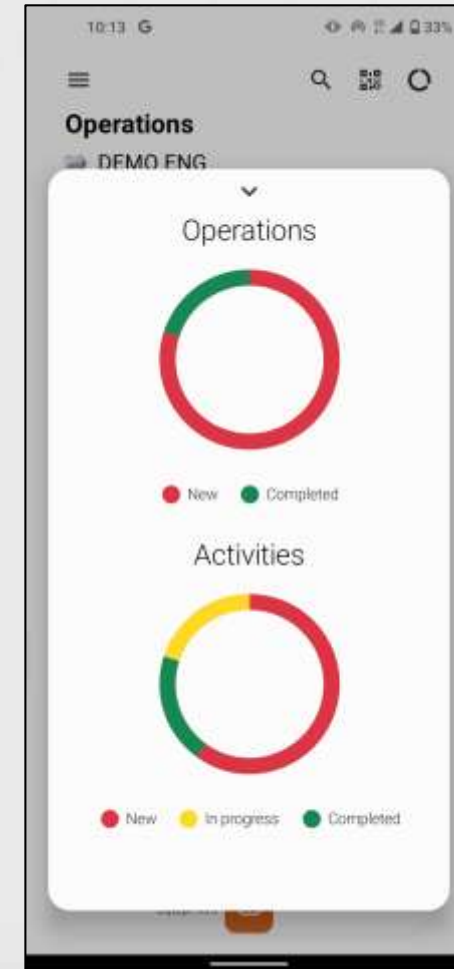 10:13 G 33%
Operations
DEMO ENG
Operations
New Completed
Activities
New In progress Completed